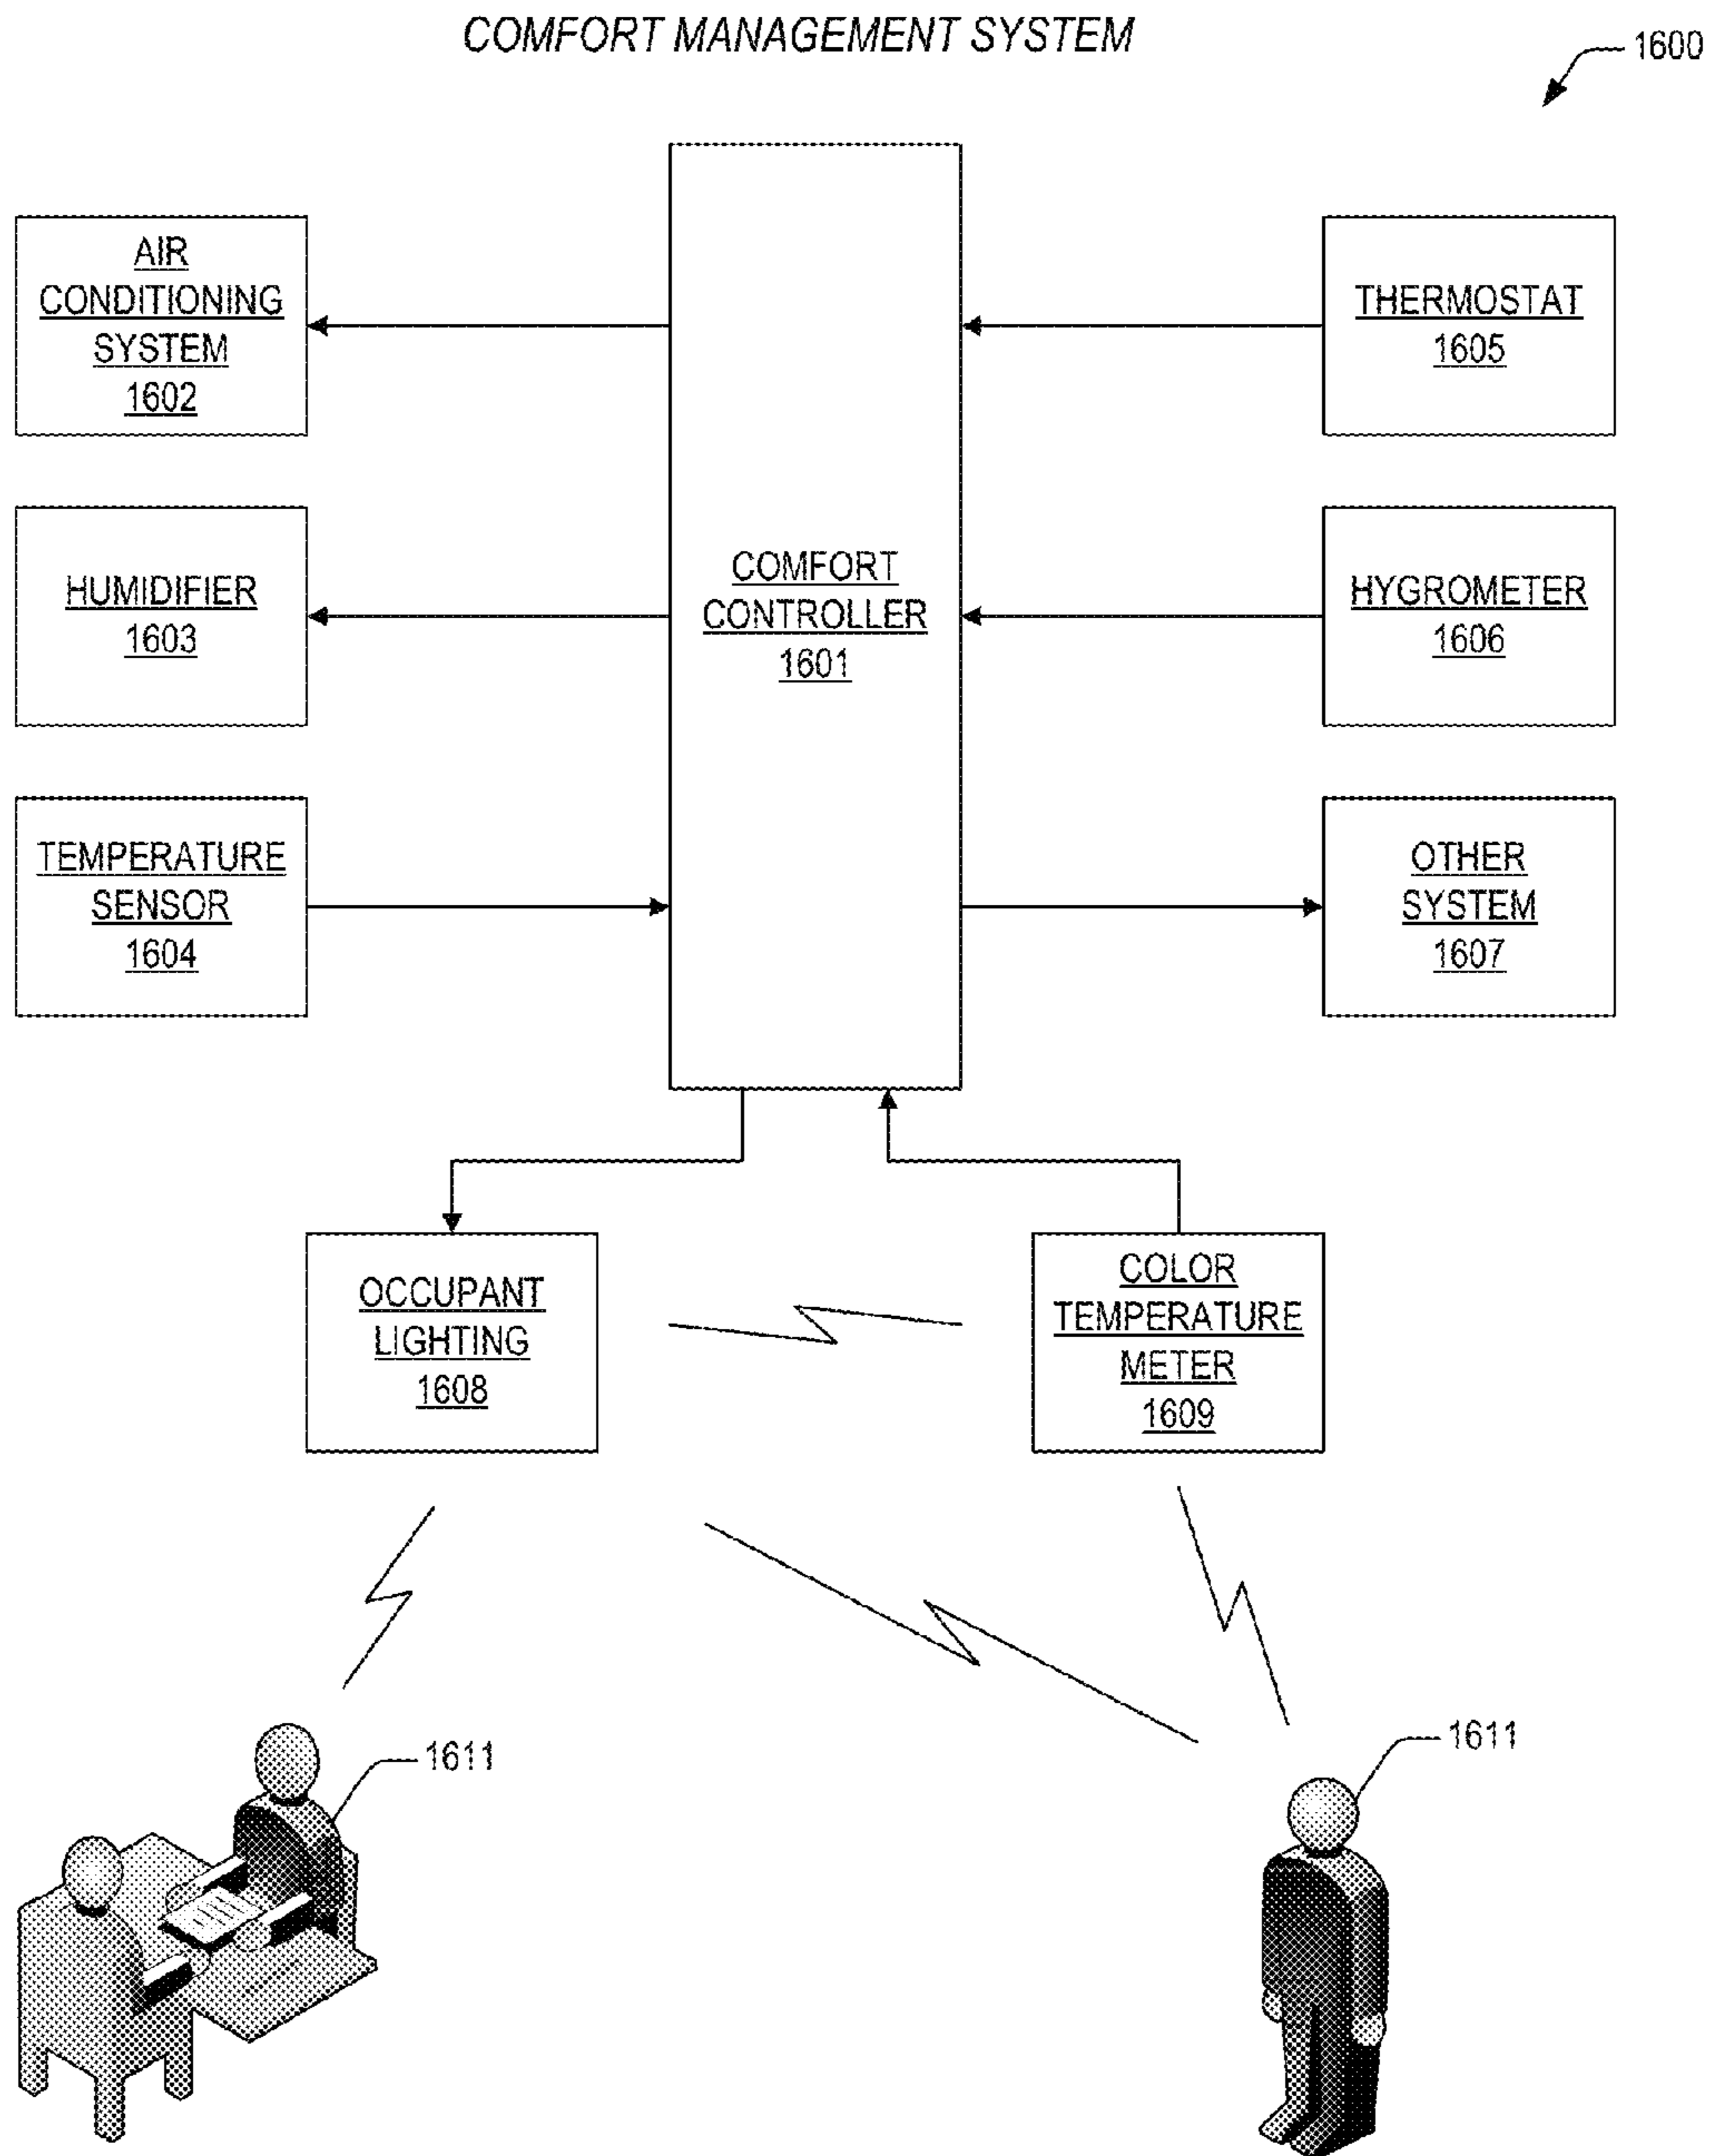 COMFORT MANAGEMENT SYSTEM
1600
AIR
CONDITIONING
SYSTEM
1602
THERMOSTAT
1605
HUMIDIFIER
1603
COMFORT
CONTROLLER
1601
HYGROMETER
1606
TEMPERATURE
SENSOR
1604
OTHER
SYSTEM
1607
OCCUPANT
LIGHTING
1608
COLOR
TEMPERATURE
METER
1609
1611
1611